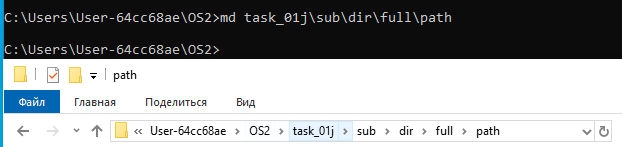 C:\Users\User-64cc68ae\OS2>md task_01j\sub\dir\full\path
C:\Users\User-64cc68ae\OS2>
path
Файл Главная Поделиться Вид
« User-64cc68ae > OS2 > task_01j > sub > dir > full > path